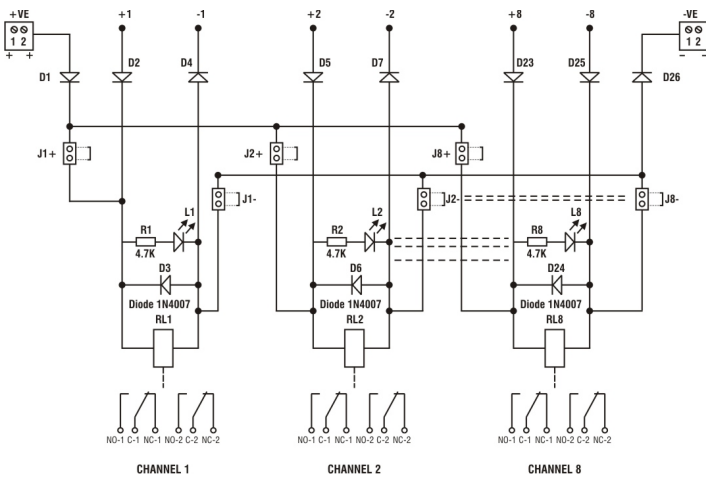 +VE +1 -1 +2 -2 +8 -8 -VE
1 2 1 2
+ + - -
D1 D2 D4 D5 D7 D23 D25 D26
J1+ J2+ J8+
J1- J2- J8-
L1 L2 L8
R1 R2 R8
4.7K 4.7K 4.7K
D3 D6 D24
Diode 1N4007 Diode 1N4007 Diode 1N4007
RL1 RL2 RL8
NO-1 C-1 NC-1 NO-2 C-2 NC-2 NO-1 C-1 NC-1 NO-2 C-2 NC-2 NO-1 C-1 NC-1 NO-2 C-2 NC-2
CHANNEL 1 CHANNEL 2 CHANNEL 8